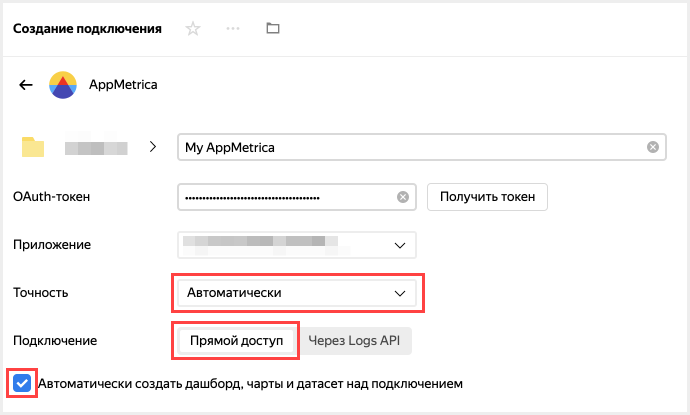 Создание подключения
AppMetrica
My AppMetrica
OAuth-токен
Получить токен
Приложение
Точность
Автоматически
Подключение
Прямой доступ
Через Logs API
Автоматически создать дашборд, чарты и датасет над подключением